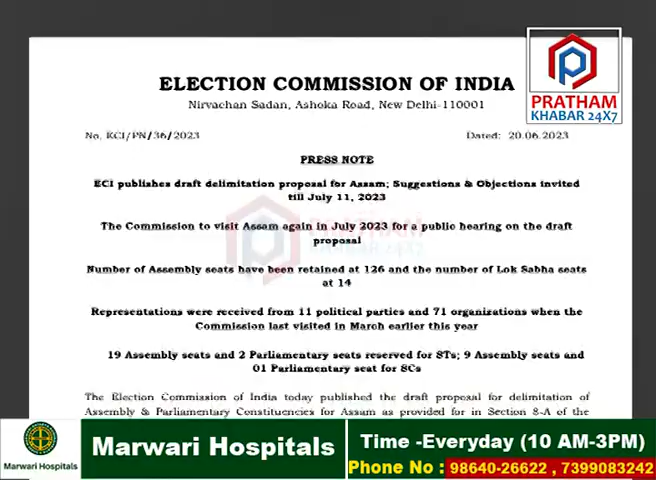 PRATHAM
KHABAR 24X7
ELECTION COMMISSION OF INDIA
Nirvachan Sadan, Ashoka Road, New Delhi-110001
No. ECI/PN/36/2023 Dated: 20.06.2023
PRESS NOTE
ECI publishes draft delimitation proposal for Assam; Suggestions & Objections invited
till July 11, 2023
The Commission to visit Assam again in July 2023 for a public hearing on the draft
proposal
Number of Assembly seats have been retained at 126 and the number of Lok Sabha seats
at 14
Representations were received from 11 political parties and 71 organizations when the
Commission last visited in March earlier this year
19 Assembly seats and 2 Parliamentary seats reserved for STs; 9 Assembly seats and
01 Parliamentary seat for SCs
The Election Commission of India today published the draft proposal for delimitation of
Assembly & Parliamentary Constituencies for Assam as provided for in Section 8-A of the
PRATHAM
KHABAR 24X7
Marwari Hospitals
Marwari Hospitals
Time -Everyday (10 AM-3PM)
Phone No : 98640-26622 , 7399083242